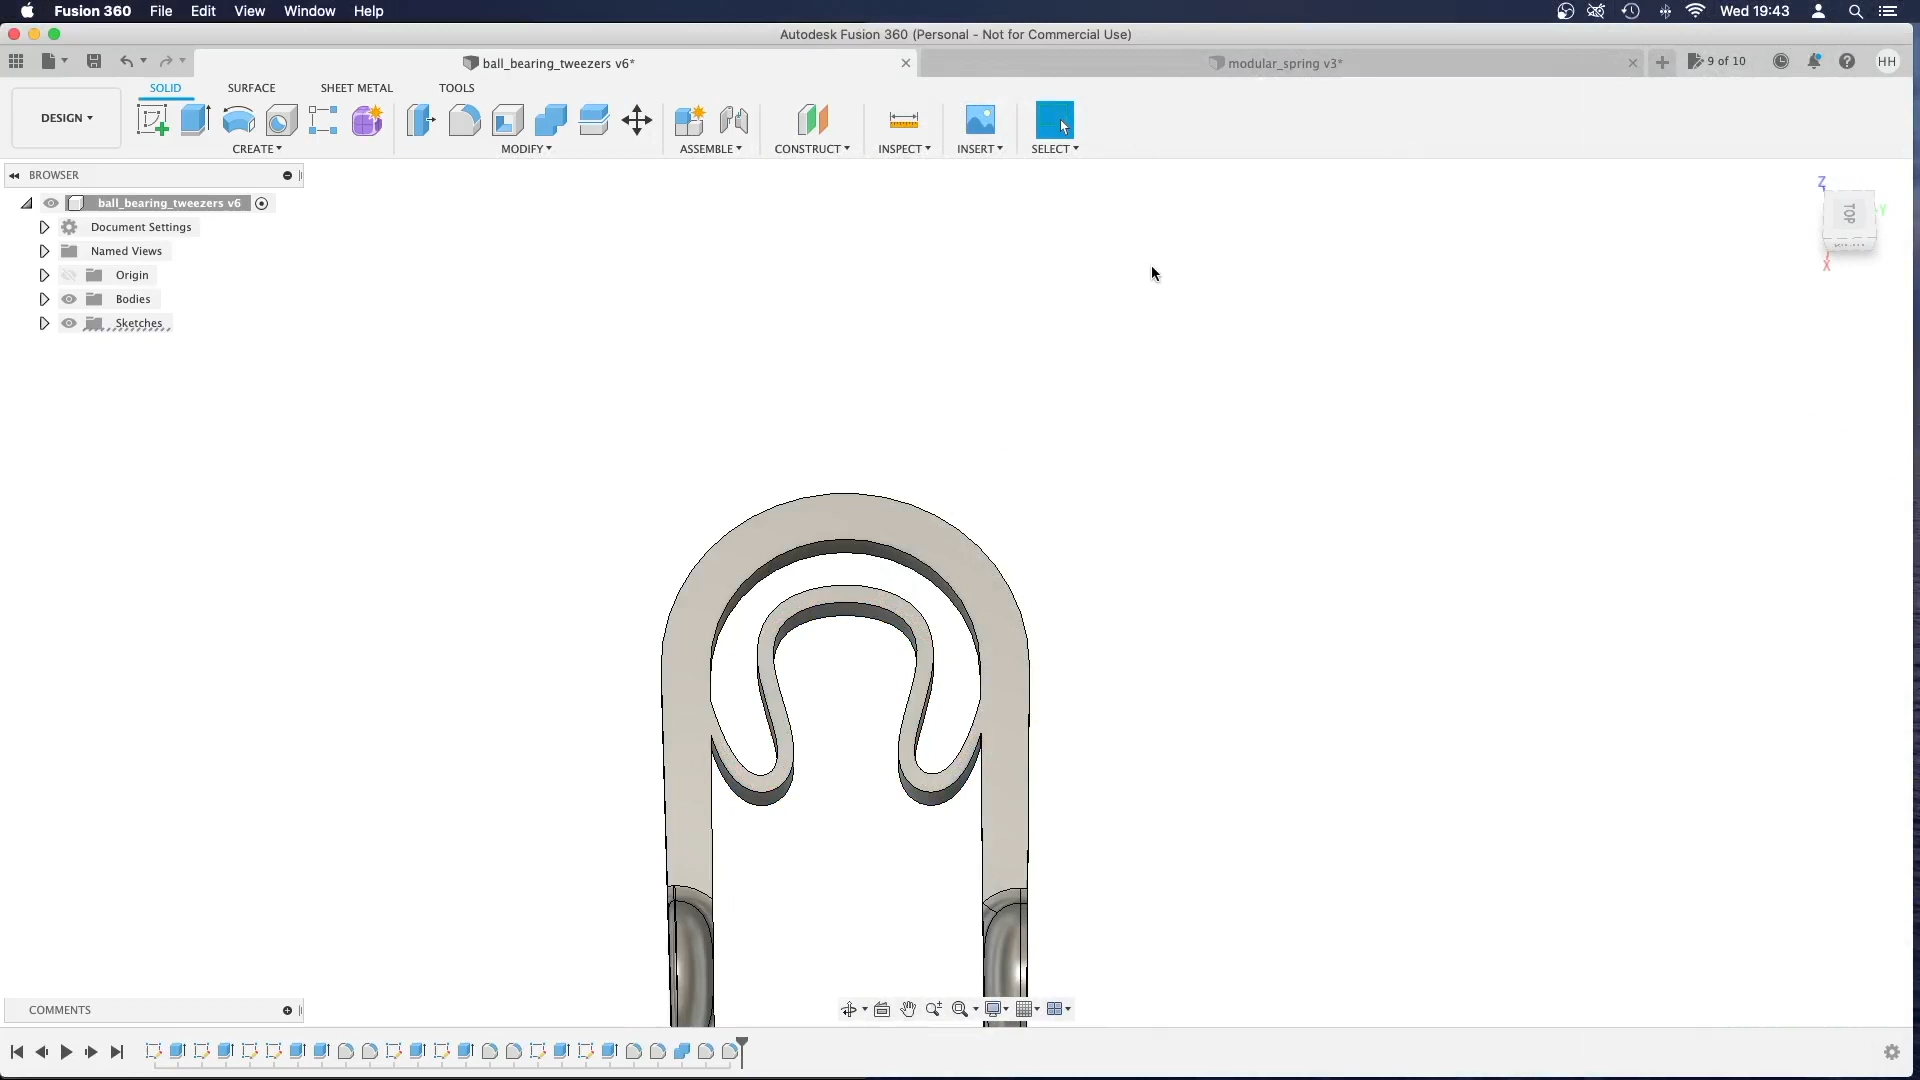 Fusion 360 File Edit View Window Help Wed 19:43
Autodesk Fusion 360 (Personal - Not for Commercial Use)
ball_bearing_tweezers v6* modular_spring v3* 9 of 10 HH
SOLID SURFACE SHEET METAL TOOLS
DESIGN
CREATE MODIFY ASSEMBLE CONSTRUCT INSPECT INSERT SELECT
BROWSER
ball_bearing_tweezers v6
Document Settings
Named Views
Origin
Bodies
Sketches
Z
TOP
Y
X
COMMENTS